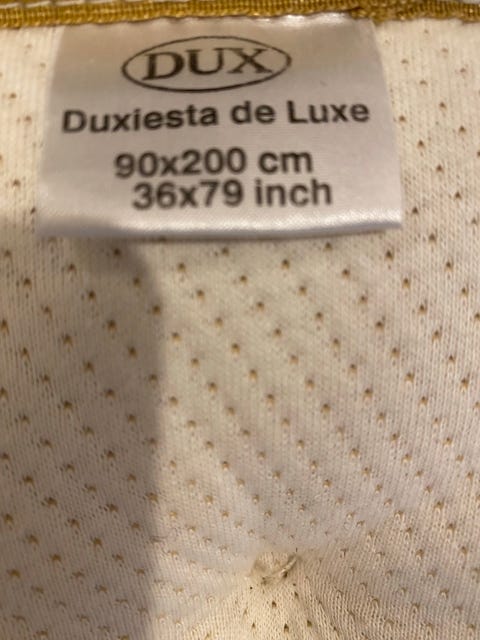 DUX
Duxiesta de Luxe
90x200 cm
36x79 inch